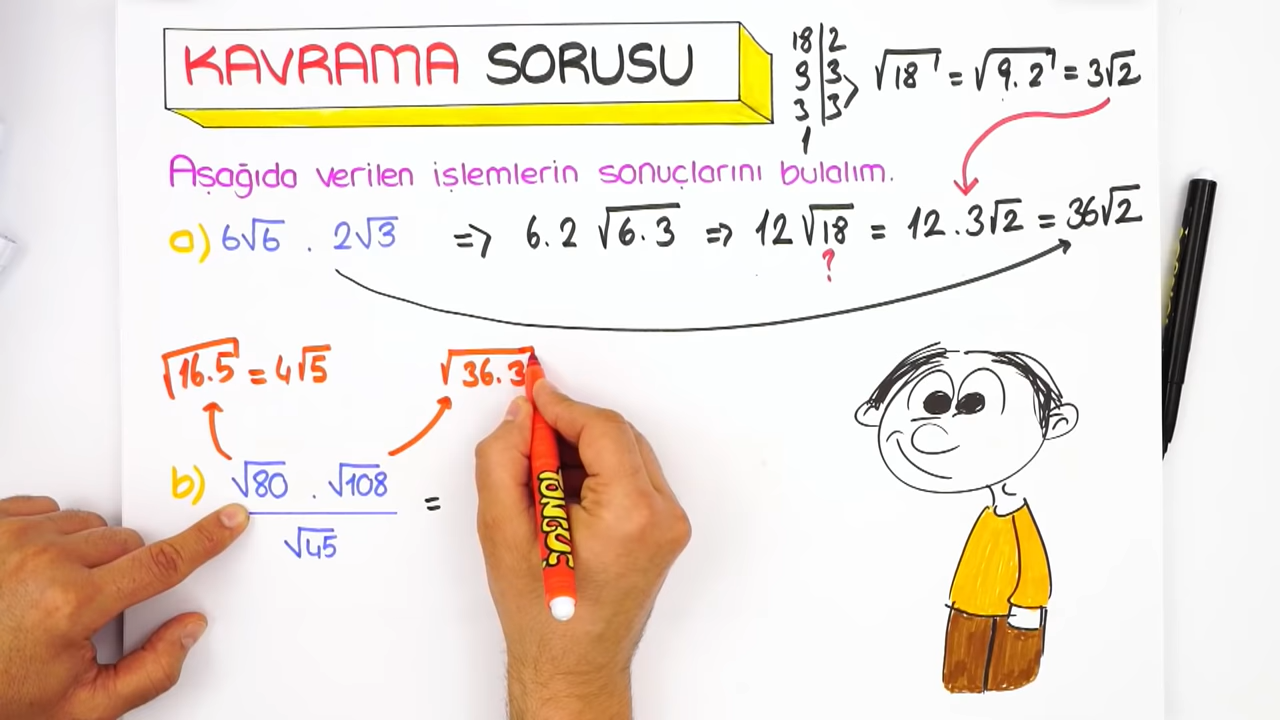 KAVRAMA SORUSU
18 | 2
9 | 3
3 | 3
1
√18 = √9.2 = 3√2
Aşağıda verilen işlemlerin sonuçlarını bulalım.
a) 6√6 . 2√3 => 6.2 √6.3 => 12√18 = 12.3√2 = 36√2
?
√16.5 = 4√5
√36.3
b) √80 . √108 =
√45
TONGUÇ